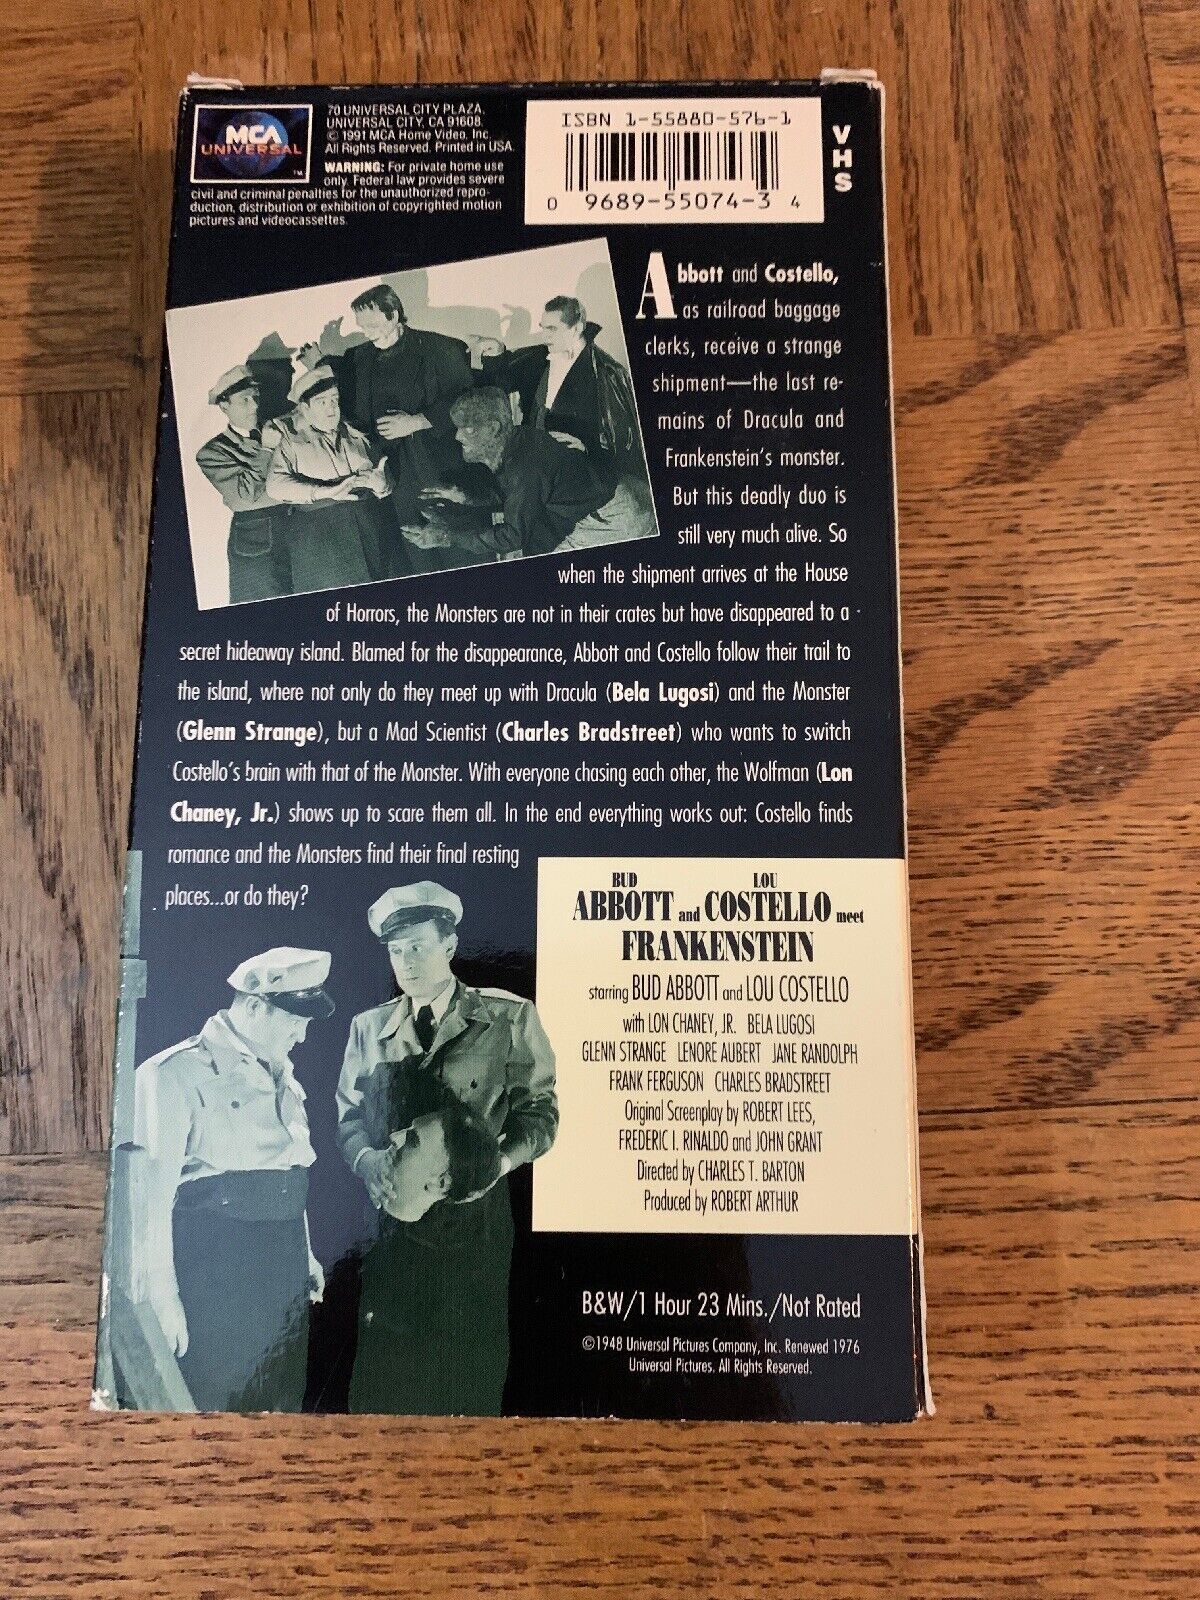 MCA
UNIVERSAL
™
70 UNIVERSAL CITY PLAZA,
UNIVERSAL CITY, CA 91608.
© 1991 MCA Home Video, Inc.
All Rights Reserved. Printed in USA.
WARNING: For private home use
only. Federal law provides severe
civil and criminal penalties for the unauthorized repro-
duction, distribution or exhibition of copyrighted motion
pictures and videocassettes.
ISBN 1-55880-576-1
0 9689-55074-3 4
VHS
Abbott and Costello,
as railroad baggage
clerks, receive a strange
shipment—the last re-
mains of Dracula and
Frankenstein's monster.
But this deadly duo is
still very much alive. So
when the shipment arrives at the House
of Horrors, the Monsters are not in their crates but have disappeared to a
secret hideaway island. Blamed for the disappearance, Abbott and Costello follow their trail to
the island, where not only do they meet up with Dracula (Bela Lugosi) and the Monster
(Glenn Strange), but a Mad Scientist (Charles Bradstreet) who wants to switch
Costello's brain with that of the Monster. With everyone chasing each other, the Wolfman (Lon
Chaney, Jr.) shows up to scare them all. In the end everything works out: Costello finds
romance and the Monsters find their final resting
places...or do they?
BUD LOU
ABBOTT and COSTELLO meet
FRANKENSTEIN
starring BUD ABBOTT and LOU COSTELLO
with LON CHANEY, JR. BELA LUGOSI
GLENN STRANGE LENORE AUBERT JANE RANDOLPH
FRANK FERGUSON CHARLES BRADSTREET
Original Screenplay by ROBERT LEES,
FREDERIC I. RINALDO and JOHN GRANT
Directed by CHARLES T. BARTON
Produced by ROBERT ARTHUR
B&W/1 Hour 23 Mins./Not Rated
©1948 Universal Pictures Company, Inc. Renewed 1976
Universal Pictures. All Rights Reserved.